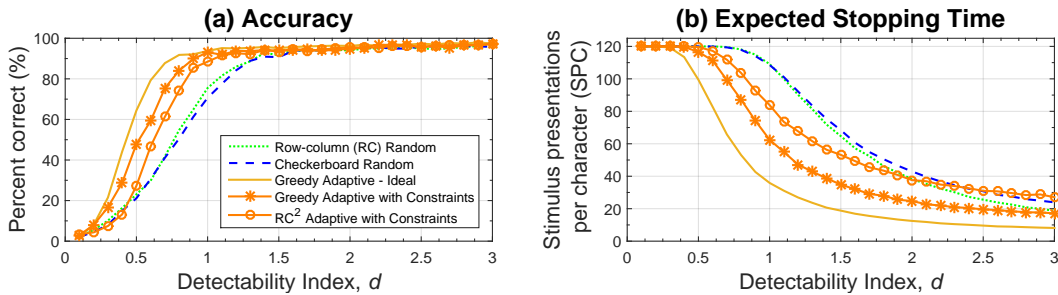 (a) Accuracy
Percent correct (%)
100
80
60
40
20
0
0
0.5
1
1.5
2
2.5
3
Detectability Index, d
Row-column (RC) Random
Checkerboard Random
Greedy Adaptive - Ideal
Greedy Adaptive with Constraints
RC² Adaptive with Constraints
(b) Expected Stopping Time
Stimulus presentations
per character (SPC)
120
100
80
60
40
20
0
0
0.5
1
1.5
2
2.5
3
Detectability Index, d